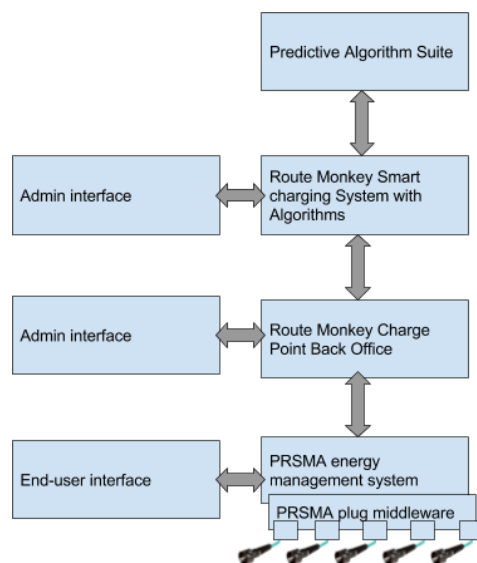 Predictive Algorithm Suite
Admin interface
Route Monkey Smart
charging System with
Algorithms
Admin interface
Route Monkey Charge
Point Back Office
End-user interface
PRSMA energy
management system
PRSMA plug middleware